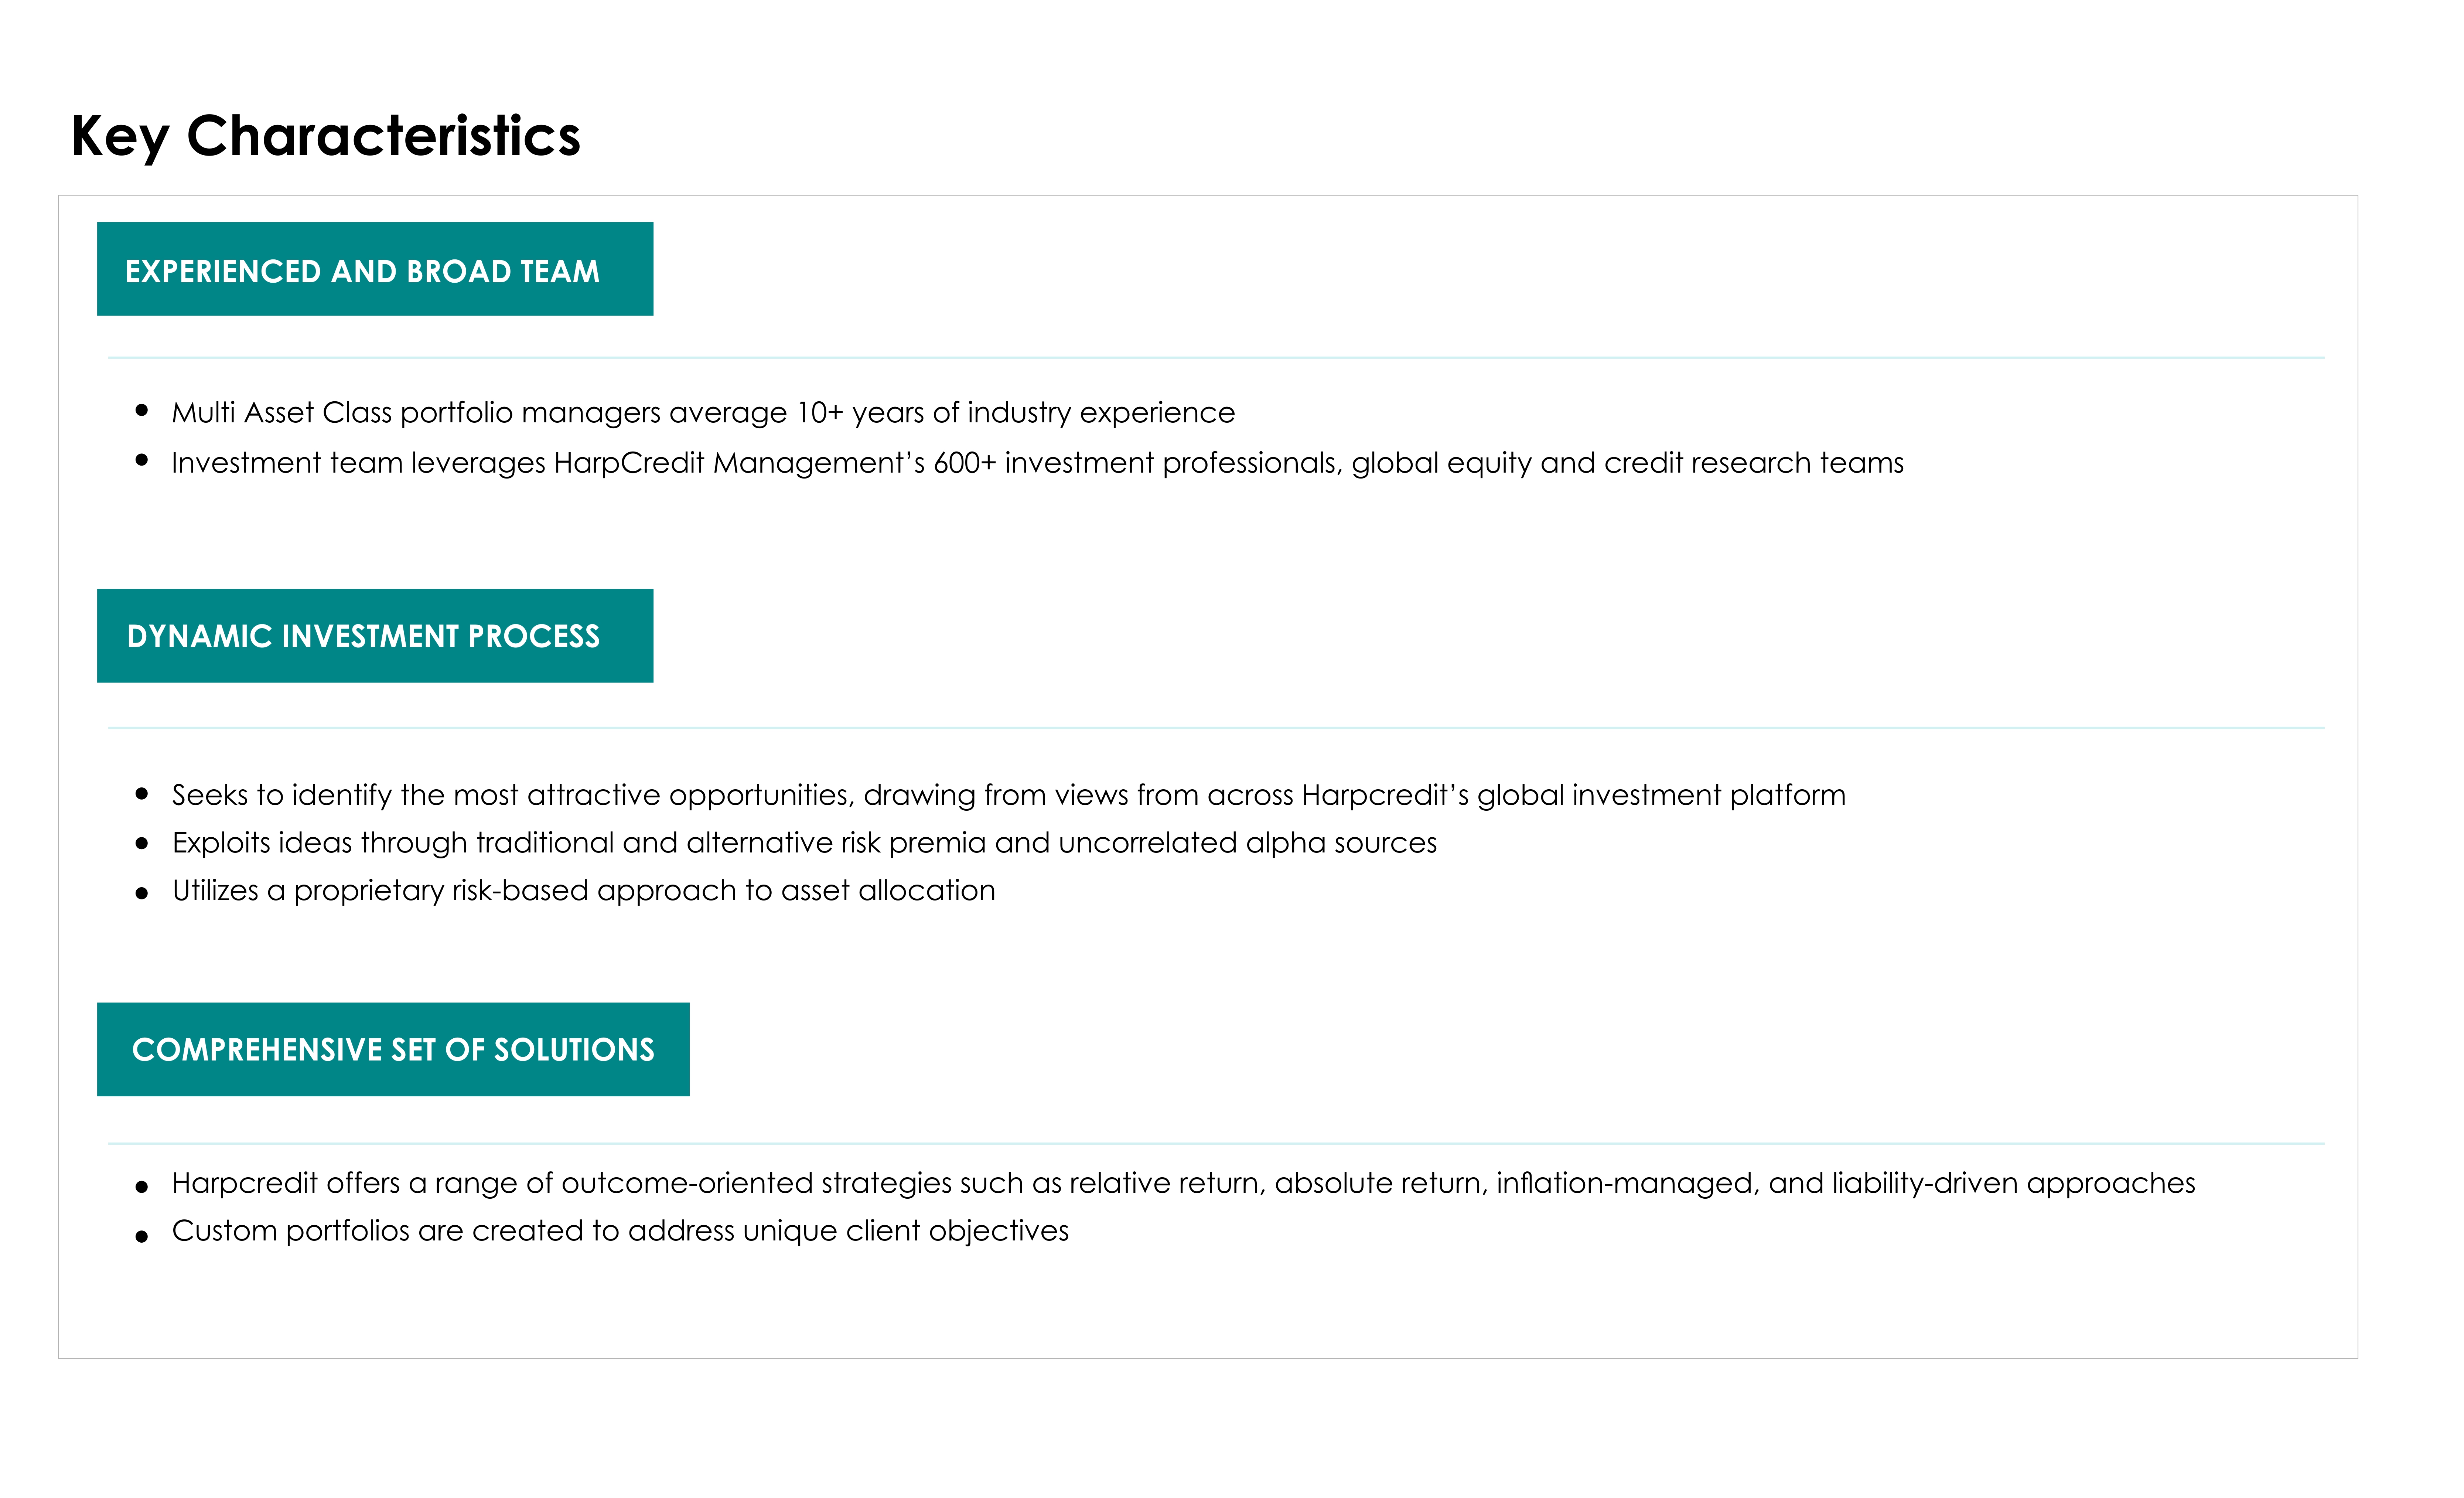 Key Characteristics
EXPERIENCED AND BROAD TEAM
• Multi Asset Class portfolio managers average 10+ years of industry experience
• Investment team leverages HarpCredit Management’s 600+ investment professionals, global equity and credit research teams
DYNAMIC INVESTMENT PROCESS
• Seeks to identify the most attractive opportunities, drawing from views from across Harpcredit’s global investment platform
• Exploits ideas through traditional and alternative risk premia and uncorrelated alpha sources
• Utilizes a proprietary risk-based approach to asset allocation
COMPREHENSIVE SET OF SOLUTIONS
• Harpcredit offers a range of outcome-oriented strategies such as relative return, absolute return, inflation-managed, and liability-driven approaches
• Custom portfolios are created to address unique client objectives